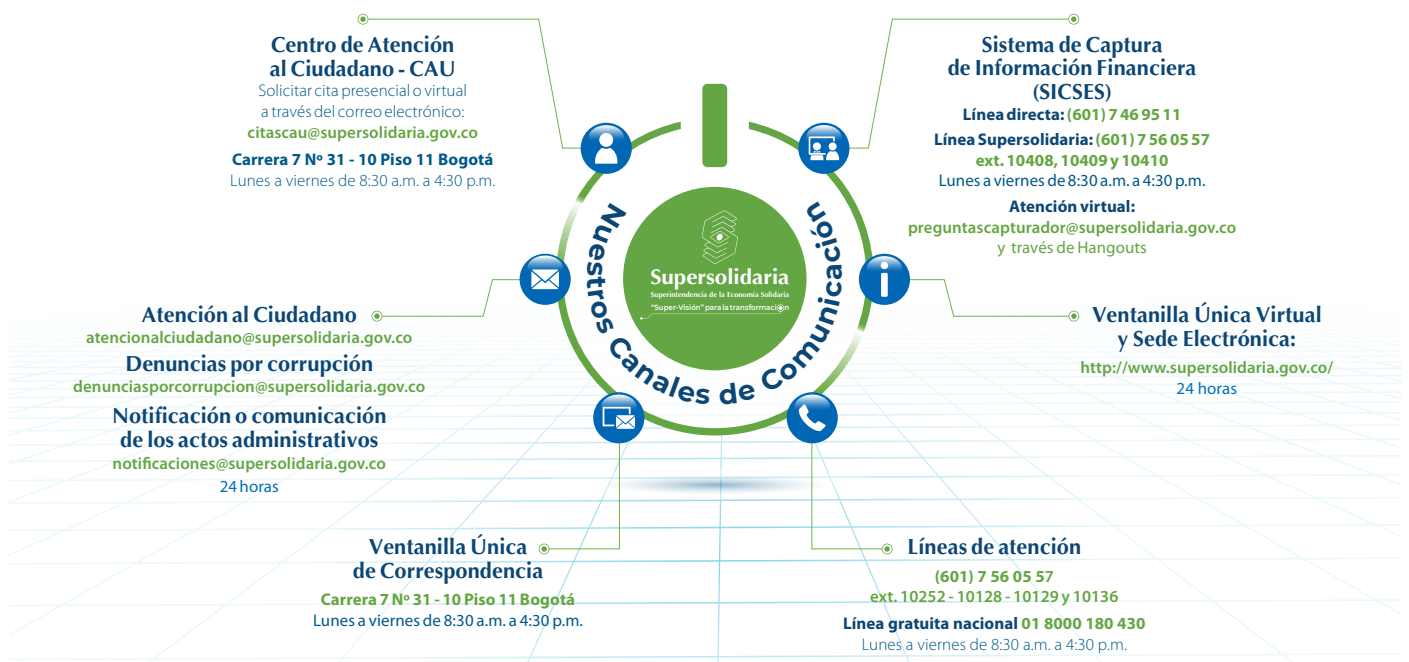 Centro de Atención
al Ciudadano - CAU
Solicitar cita presencial o virtual
a través del correo electrónico:
citascau@supersolidaria.gov.co
Carrera 7 Nº 31 - 10 Piso 11 Bogotá
Lunes a viernes de 8:30 a.m. a 4:30 p.m.
Sistema de Captura
de Información Financiera
(SICSES)
Línea directa: (601) 7 46 95 11
Línea Supersolidaria: (601) 7 56 05 57
ext. 10408, 10409 y 10410
Lunes a viernes de 8:30 a.m. a 4:30 p.m.
Atención virtual:
preguntascapturador@supersolidaria.gov.co
y través de Hangouts
Nuestros Canales de Comunicación
Supersolidaria
Superintendencia de la Economía Solidaria
"Super-Visión" para la transformación
Atención al Ciudadano
atencionalciudadano@supersolidaria.gov.co
Denuncias por corrupción
denunciasporcorrupcion@supersolidaria.gov.co
Notificación o comunicación
de los actos administrativos
notificaciones@supersolidaria.gov.co
24 horas
Ventanilla Única Virtual
y Sede Electrónica:
http://www.supersolidaria.gov.co/
24 horas
Ventanilla Única
de Correspondencia
Carrera 7 Nº 31 - 10 Piso 11 Bogotá
Lunes a viernes de 8:30 a.m. a 4:30 p.m.
Líneas de atención
(601) 7 56 05 57
ext. 10252 - 10128 - 10129 y 10136
Línea gratuita nacional 01 8000 180 430
Lunes a viernes de 8:30 a.m. a 4:30 p.m.